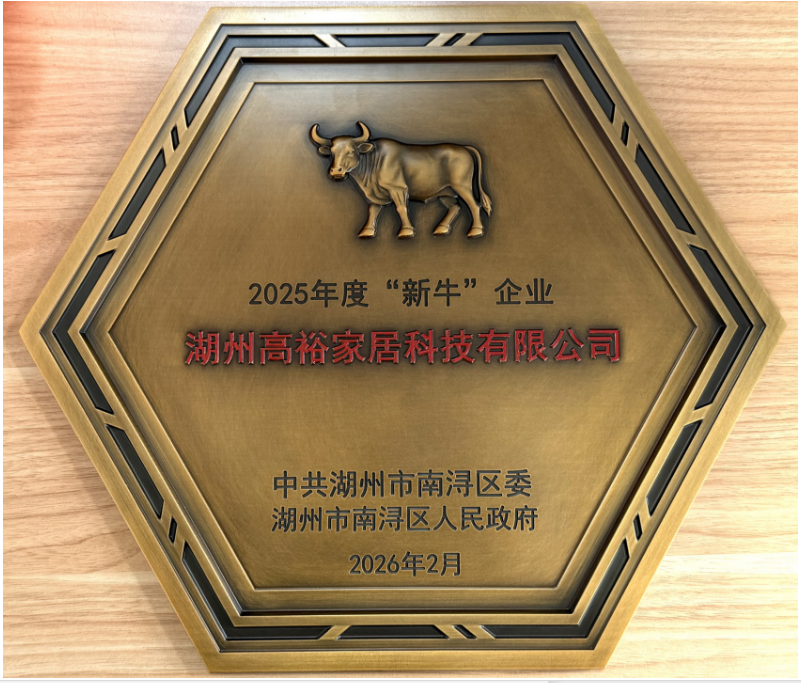 2025年度“新牛”企业
湖州高裕家居科技有限公司
中共湖州市南浔区委
湖州市南浔区人民政府
2026年2月